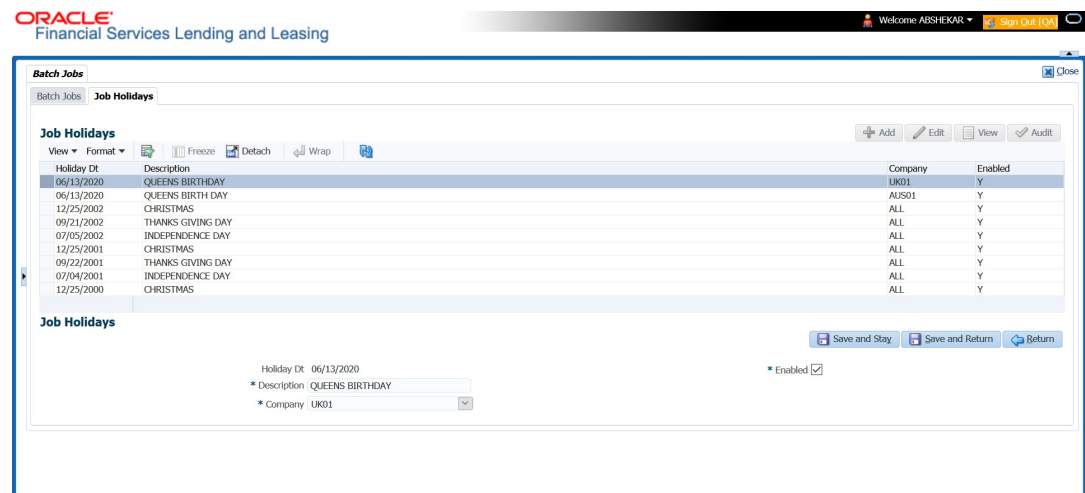 ORACLE
Financial Services Lending and Leasing
Welcome ABSHEKAR
Sign Out [QA]
Batch Jobs
Close
Batch Jobs Job Holidays
Job Holidays
Add Edit View Audit
View Format Freeze Detach Wrap
Holiday Dt Description Company Enabled
06/13/2020 QUEENS BIRTHDAY UK01 Y
06/13/2020 QUEENS BIRTH DAY AUS01 Y
12/25/2002 CHRISTMAS ALL Y
09/21/2002 THANKS GIVING DAY ALL Y
07/05/2002 INDEPENDENCE DAY ALL Y
12/25/2001 CHRISTMAS ALL Y
09/22/2001 THANKS GIVING DAY ALL Y
07/04/2001 INDEPENDENCE DAY ALL Y
12/25/2000 CHRISTMAS ALL Y
Job Holidays
Save and Stay Save and Return Return
Holiday Dt 06/13/2020 * Enabled
* Description QUEENS BIRTHDAY
* Company UK01